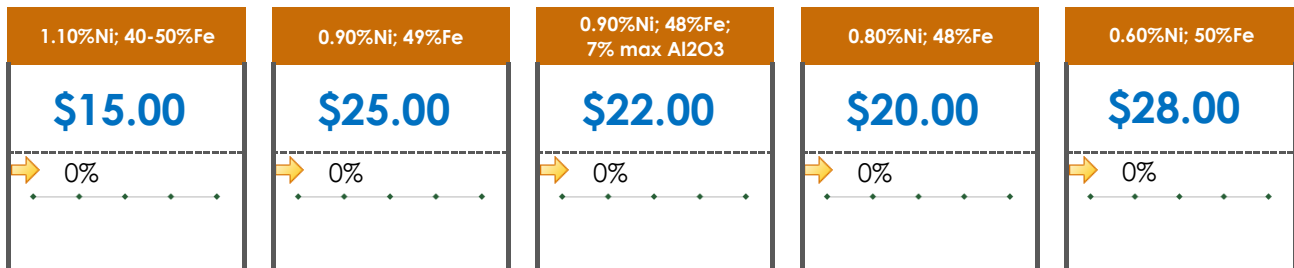 1.10%Ni; 40-50%Fe
$15.00
0%
0.90%Ni; 49%Fe
$25.00
0%
0.90%Ni; 48%Fe;
7% max Al2O3
$22.00
0%
0.80%Ni; 48%Fe
$20.00
0%
0.60%Ni; 50%Fe
$28.00
0%